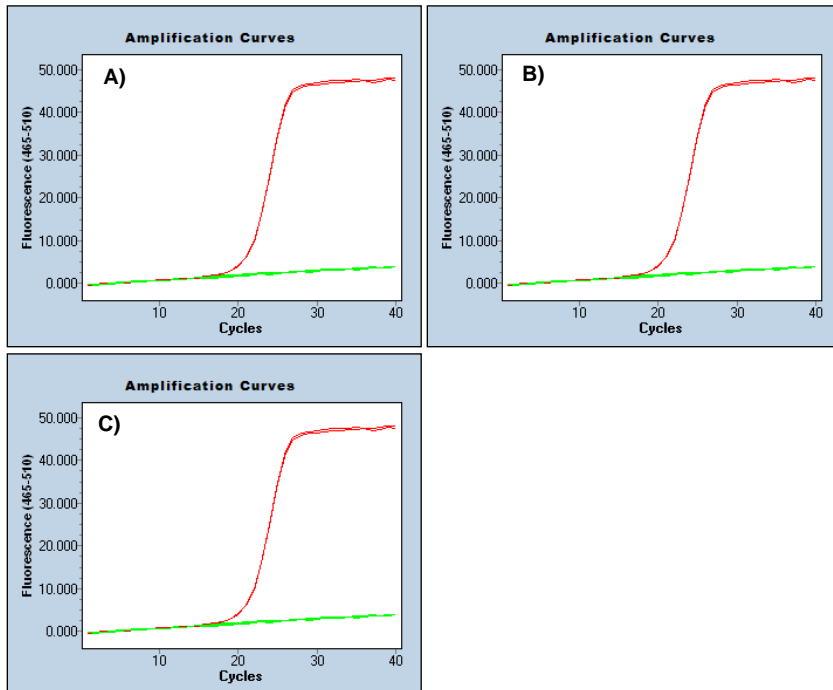 Amplification Curves
A)
50.000
40.000
30.000
20.000
10.000
0.000
Fluorescence (465-510)
10 20 30 40
Cycles
Amplification Curves
B)
50.000
40.000
30.000
20.000
10.000
0.000
Fluorescence (465-510)
10 20 30 40
Cycles
Amplification Curves
C)
50.000
40.000
30.000
20.000
10.000
0.000
Fluorescence (465-510)
10 20 30 40
Cycles